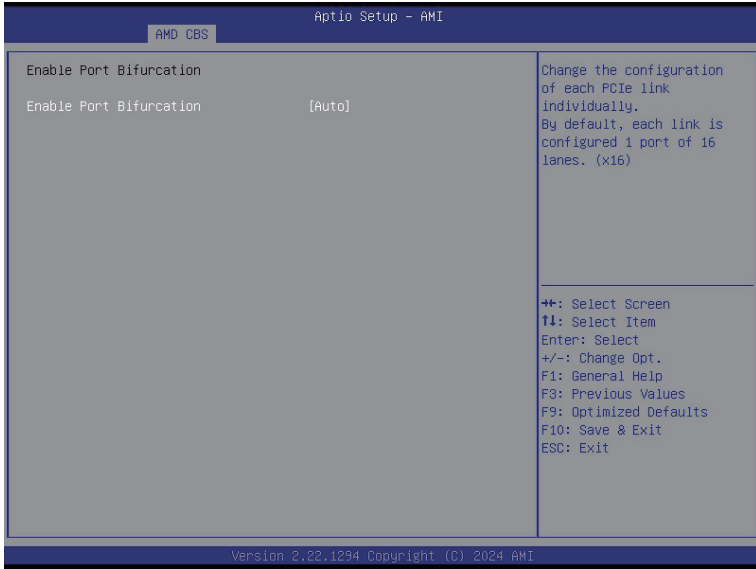 Aptio Setup – AMI
AMD CBS
Enable Port Bifurcation
Enable Port Bifurcation [Auto]
Change the configuration
of each PCIe link
individually.
By default, each link is
configured 1 port of 16
lanes. (x16)
→←: Select Screen
↑↓: Select Item
Enter: Select
+/-: Change Opt.
F1: General Help
F3: Previous Values
F9: Optimized Defaults
F10: Save & Exit
ESC: Exit
Version 2.22.1294 Copyright (C) 2024 AMI